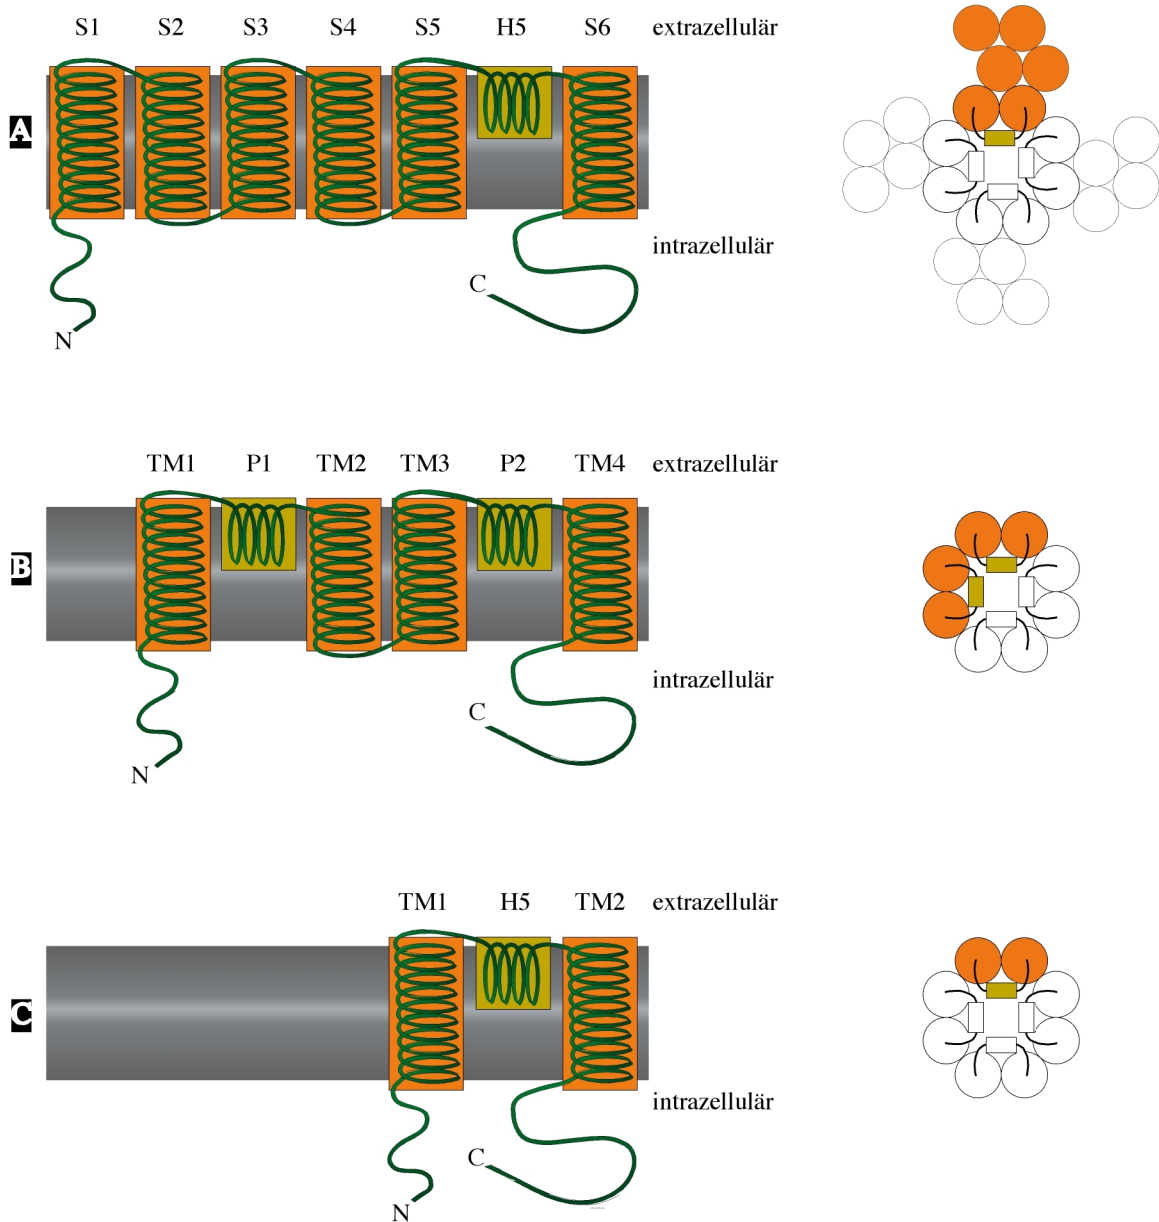 S1 S2 S3 S4 S5 H5 S6 extrazellulär
A
intrazellulär
C
N
TM1 P1 TM2 TM3 P2 TM4 extrazellulär
B
intrazellulär
C
N
TM1 H5 TM2 extrazellulär
C
intrazellulär
C
N